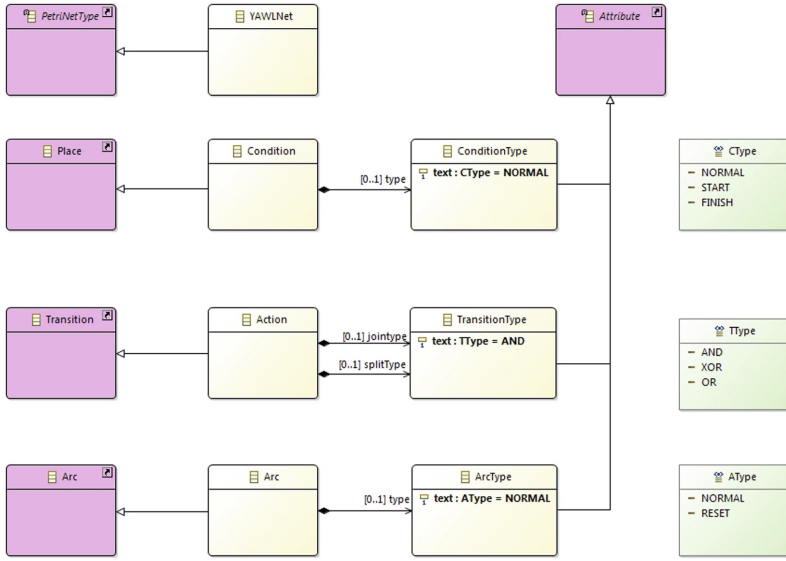 PetriNetType
YAWLNet
Attribute
Place
Condition
[0..1] type
ConditionType
text : CType = NORMAL
CType
NORMAL
START
FINISH
Transition
Action
[0..1] jointype
[0..1] splitType
TransitionType
text : TType = AND
TType
AND
XOR
OR
Arc
Arc
[0..1] type
ArcType
text : AType = NORMAL
AType
NORMAL
RESET